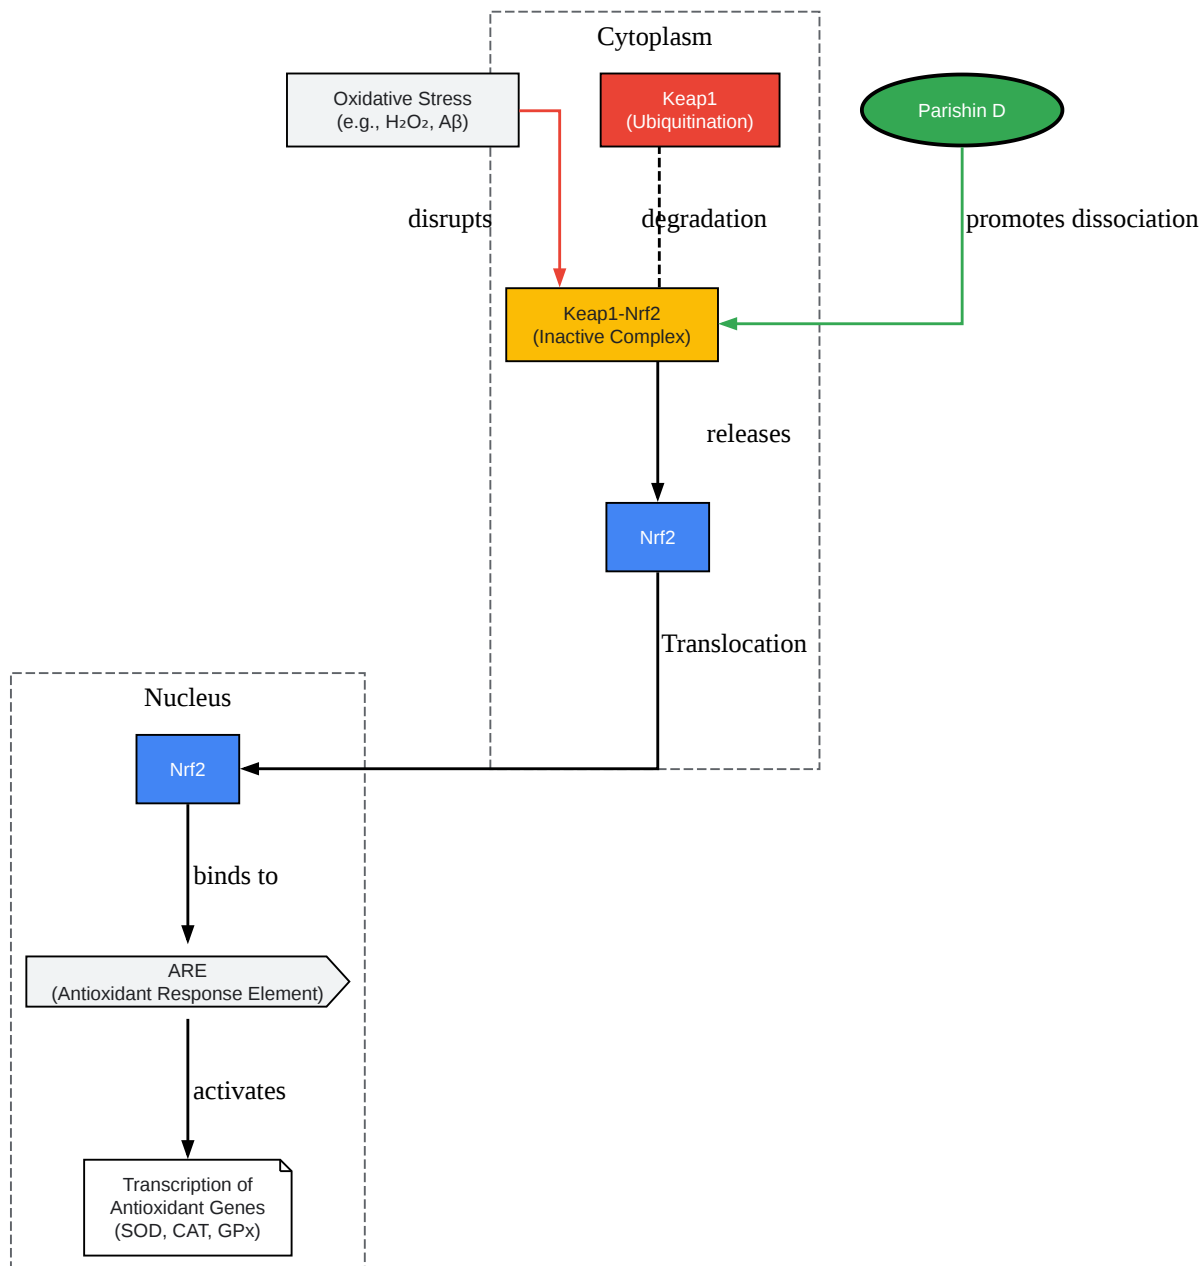 Cytoplasm
Oxidative Stress
(e.g., H₂O₂, Aβ)
Keap1
(Ubiquitination)
Parishin D
disrupts
degradation
promotes dissociation
Keap1-Nrf2
(Inactive Complex)
releases
Nrf2
Translocation
Nucleus
Nrf2
binds to
ARE
(Antioxidant Response Element)
activates
Transcription of
Antioxidant Genes
(SOD, CAT, GPx)